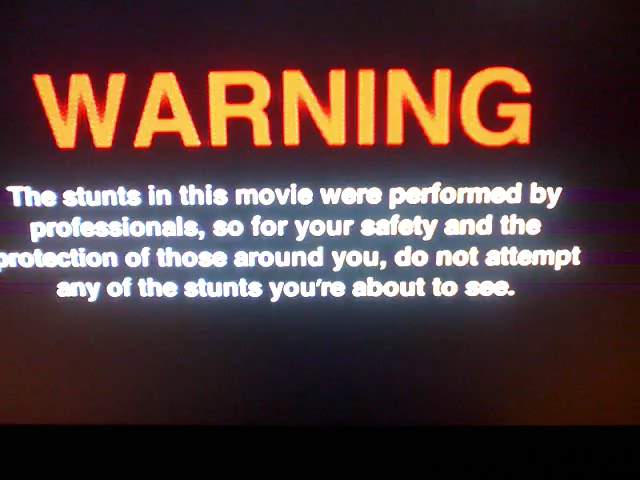 WARNING
The stunts in this movie were performed by
professionals, so for your safety and the
protection of those around you, do not attempt
any of the stunts you're about to see.